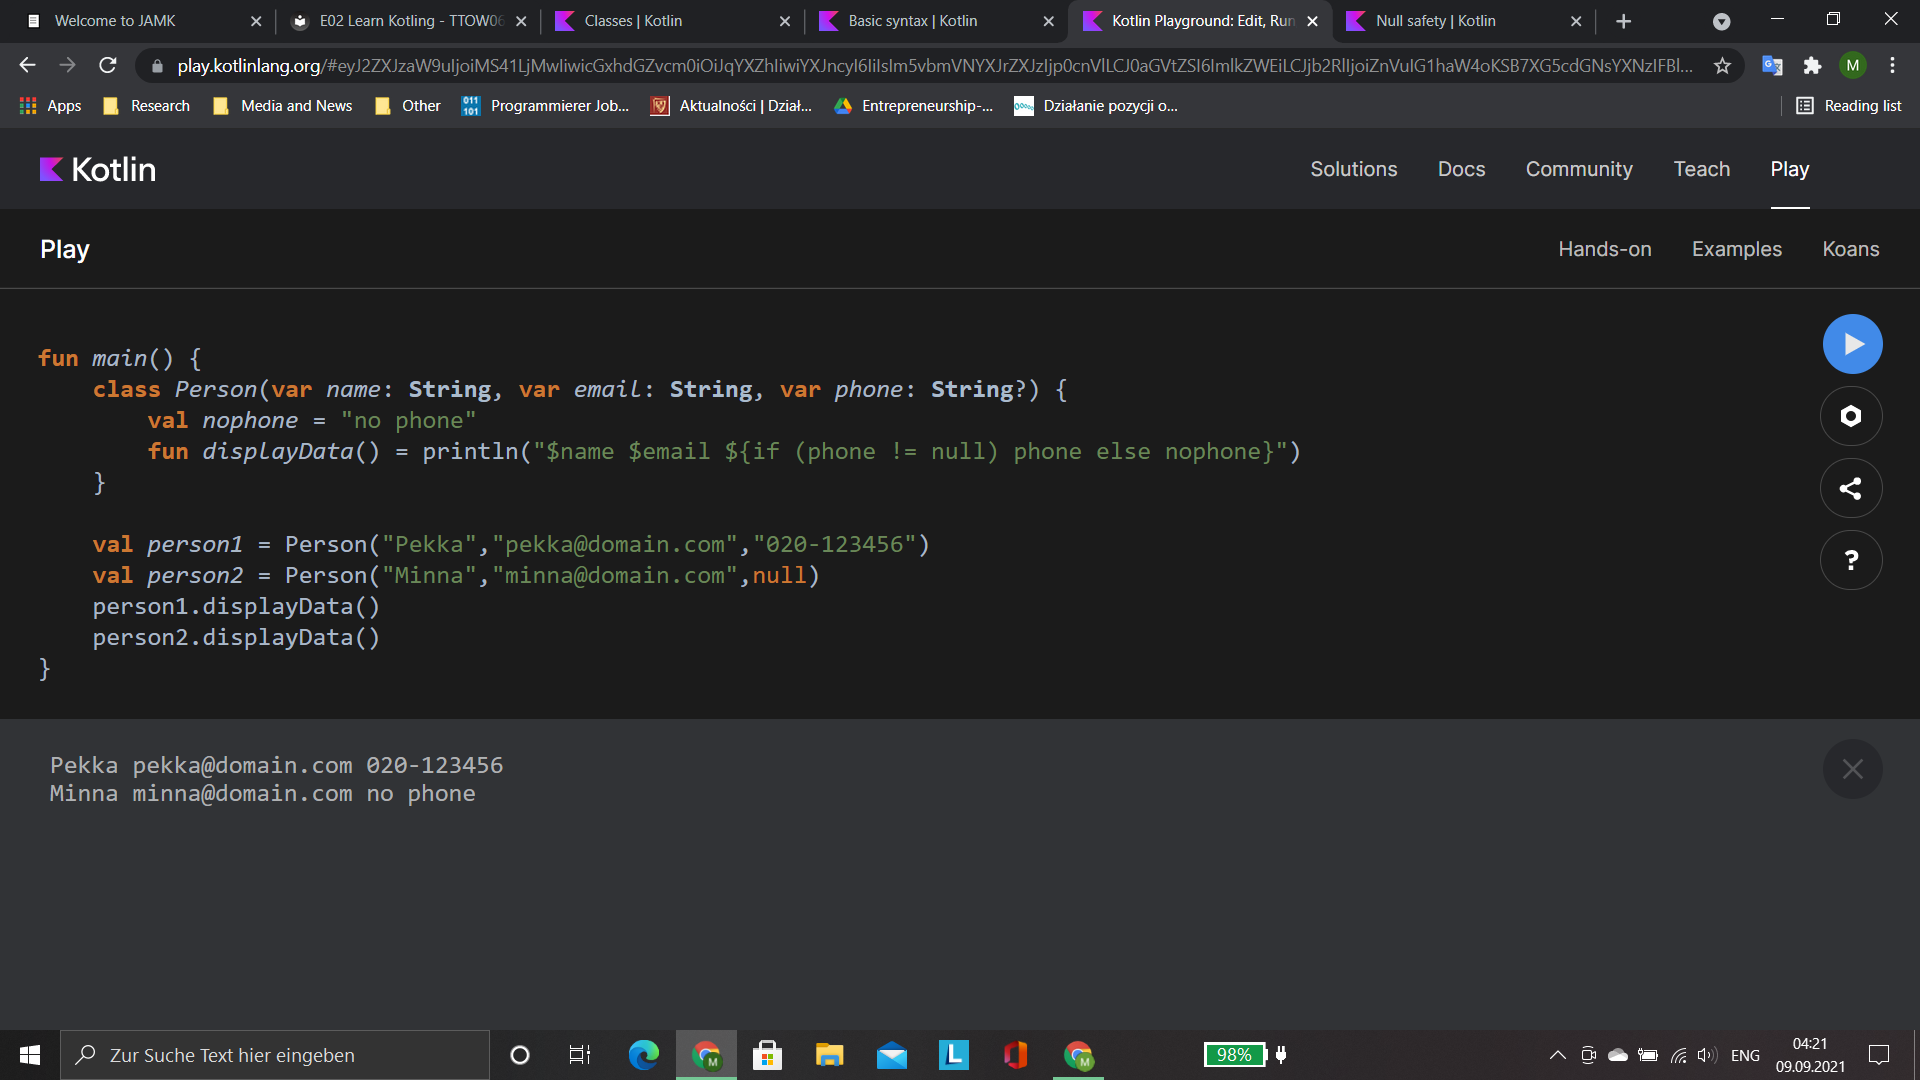 Welcome to JAMK
E02 Learn Kotling - TTOW06
Classes | Kotlin
Basic syntax | Kotlin
Kotlin Playground: Edit, Run
Null safety | Kotlin
Apps
Research
Media and News
Other
011
101
Programmierer Job...
Aktualności | Dział...
Entrepreneurship-...
Działanie pozycji o...
Reading list
M
Kotlin
Solutions
Docs
Community
Teach
Play
Play
Hands-on
Examples
Koans
fun main() {
    class Person(var name: String, var email: String, var phone: String?) {
        val nophone = "no phone"
        fun displayData() = println("$name $email ${if (phone != null) phone else nophone}")
    }
    val person1 = Person("Pekka","pekka@domain.com","020-123456")
    val person2 = Person("Minna","minna@domain.com",null)
    person1.displayData()
    person2.displayData()
}
?
Pekka pekka@domain.com 020-123456
Minna minna@domain.com no phone
Zur Suche Text hier eingeben
M
L
M
98%
ENG
04:21
09.09.2021